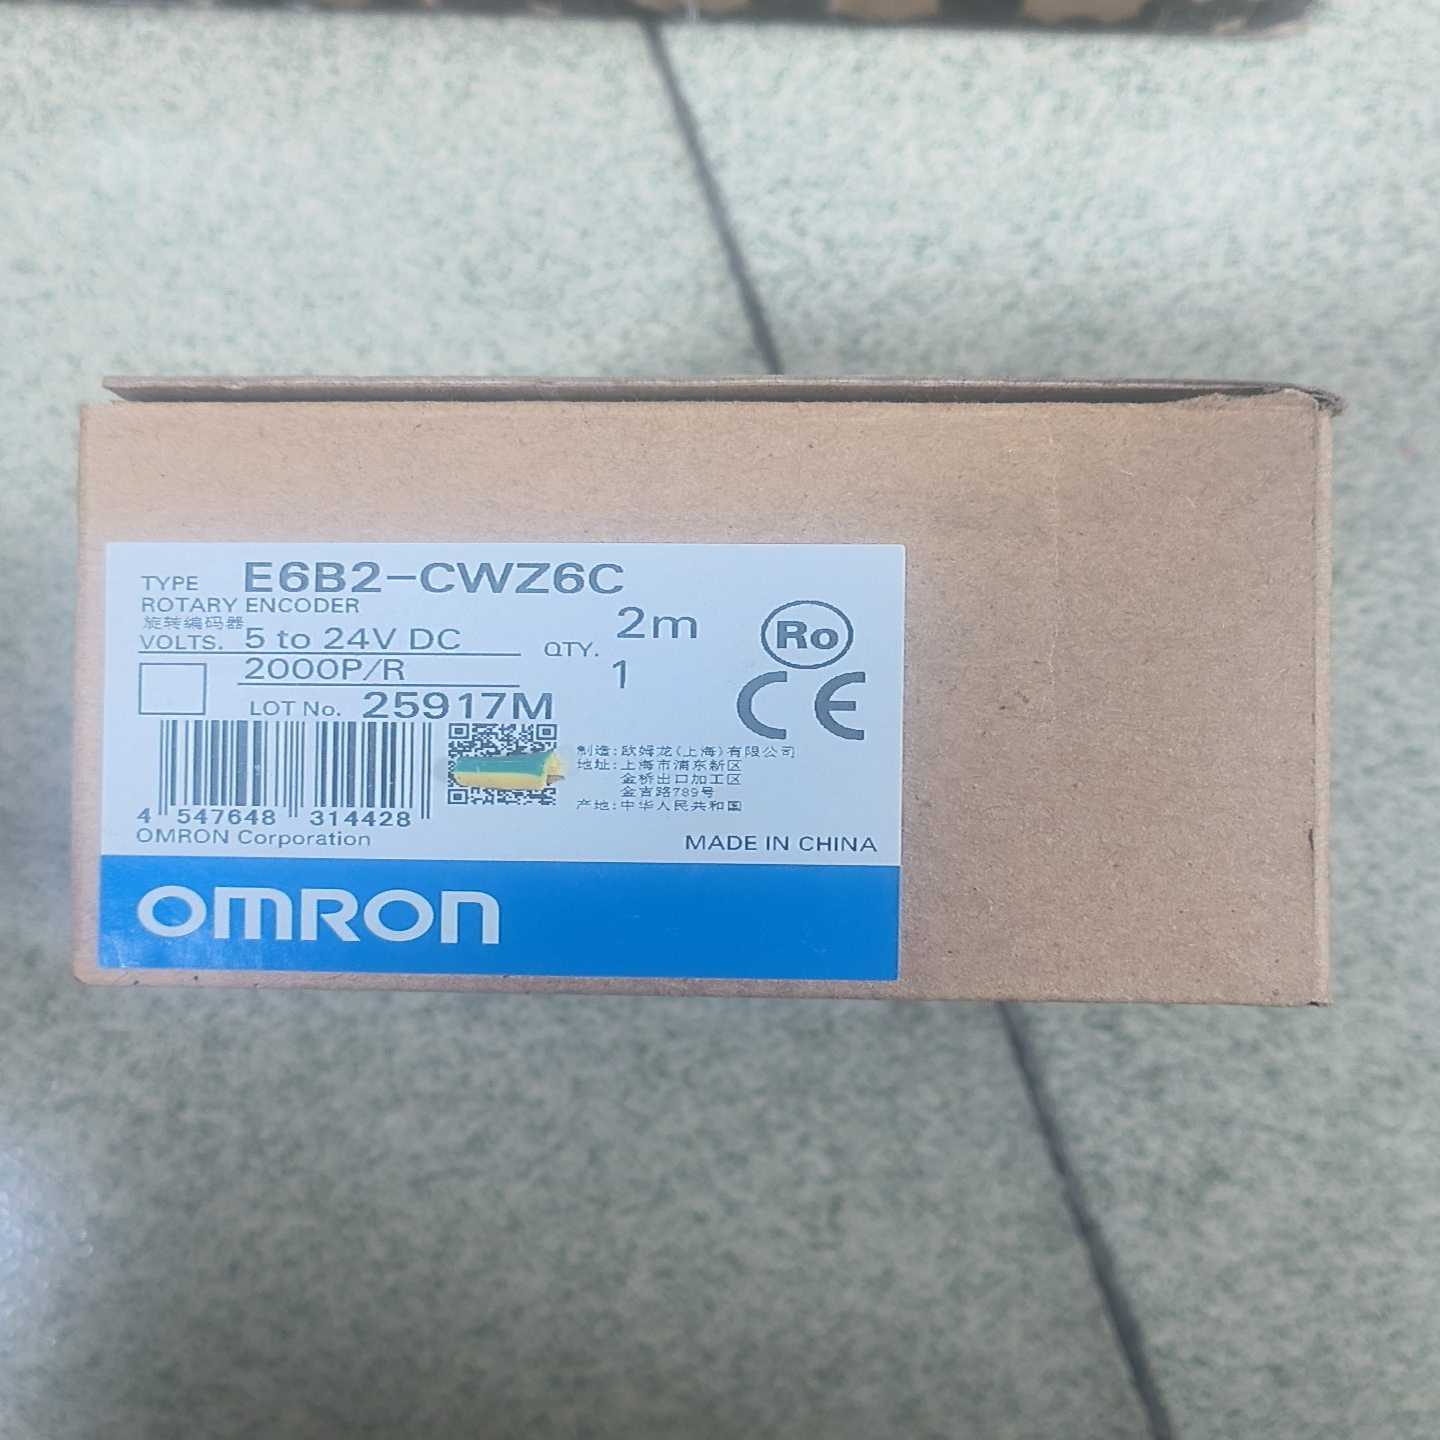 TYPE E6B2-CWZ6C
ROTARY ENCODER
旋转编码器
2m
VOLTS. 5 to 24V DC
QTY. 1
2000P/R
LOT No. 25917M
Ro
CE
制造:欧姆龙(上海)有限公司
地址:上海市浦东新区
金桥出口加工区
金吉路789号
产地:中华人民共和国
4 547648 314428
OMRON Corporation
MADE IN CHINA
OMRON